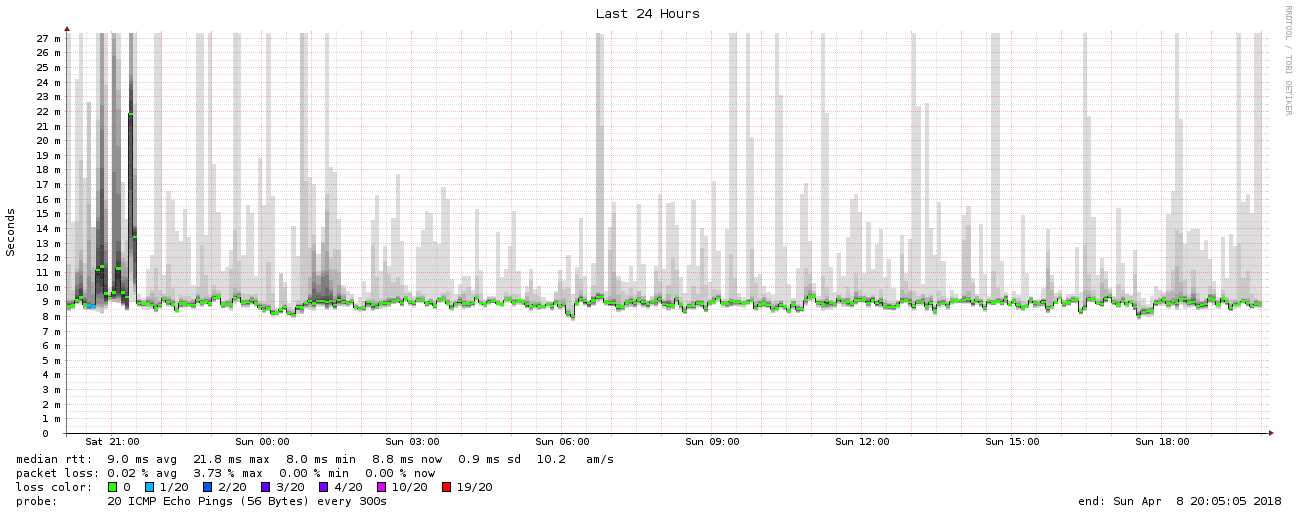 Last 24 Hours
RRDTOOL / TOBI OETIKER
Seconds
27 m
26 m
25 m
24 m
23 m
22 m
21 m
20 m
19 m
18 m
17 m
16 m
15 m
14 m
13 m
12 m
11 m
10 m
9 m
8 m
7 m
6 m
5 m
4 m
3 m
2 m
1 m
0
Sat 21:00 Sun 00:00 Sun 03:00 Sun 06:00 Sun 09:00 Sun 12:00 Sun 15:00 Sun 18:00
median rtt: 9.0 ms avg 21.8 ms max 8.0 ms min 8.8 ms now 0.9 ms sd 10.2 am/s
packet loss: 0.02 % avg 3.73 % max 0.00 % min 0.00 % now
loss color: 0 1/20 2/20 3/20 4/20 10/20 19/20
probe: 20 ICMP Echo Pings (56 Bytes) every 300s end: Sun Apr 8 20:05:05 2018